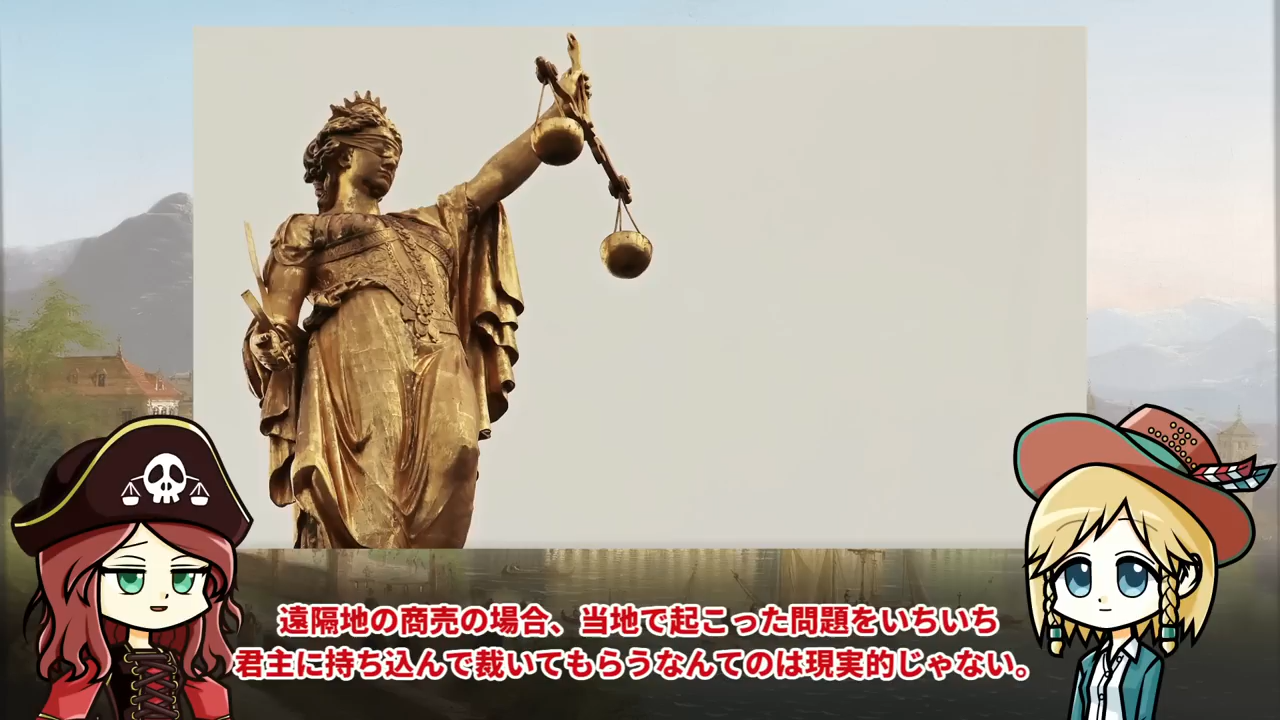 遠隔地の商売の場合、当地で起こった問題をいちいち
君主に持ち込んで裁いてもらうなんてのは現実的じゃない。